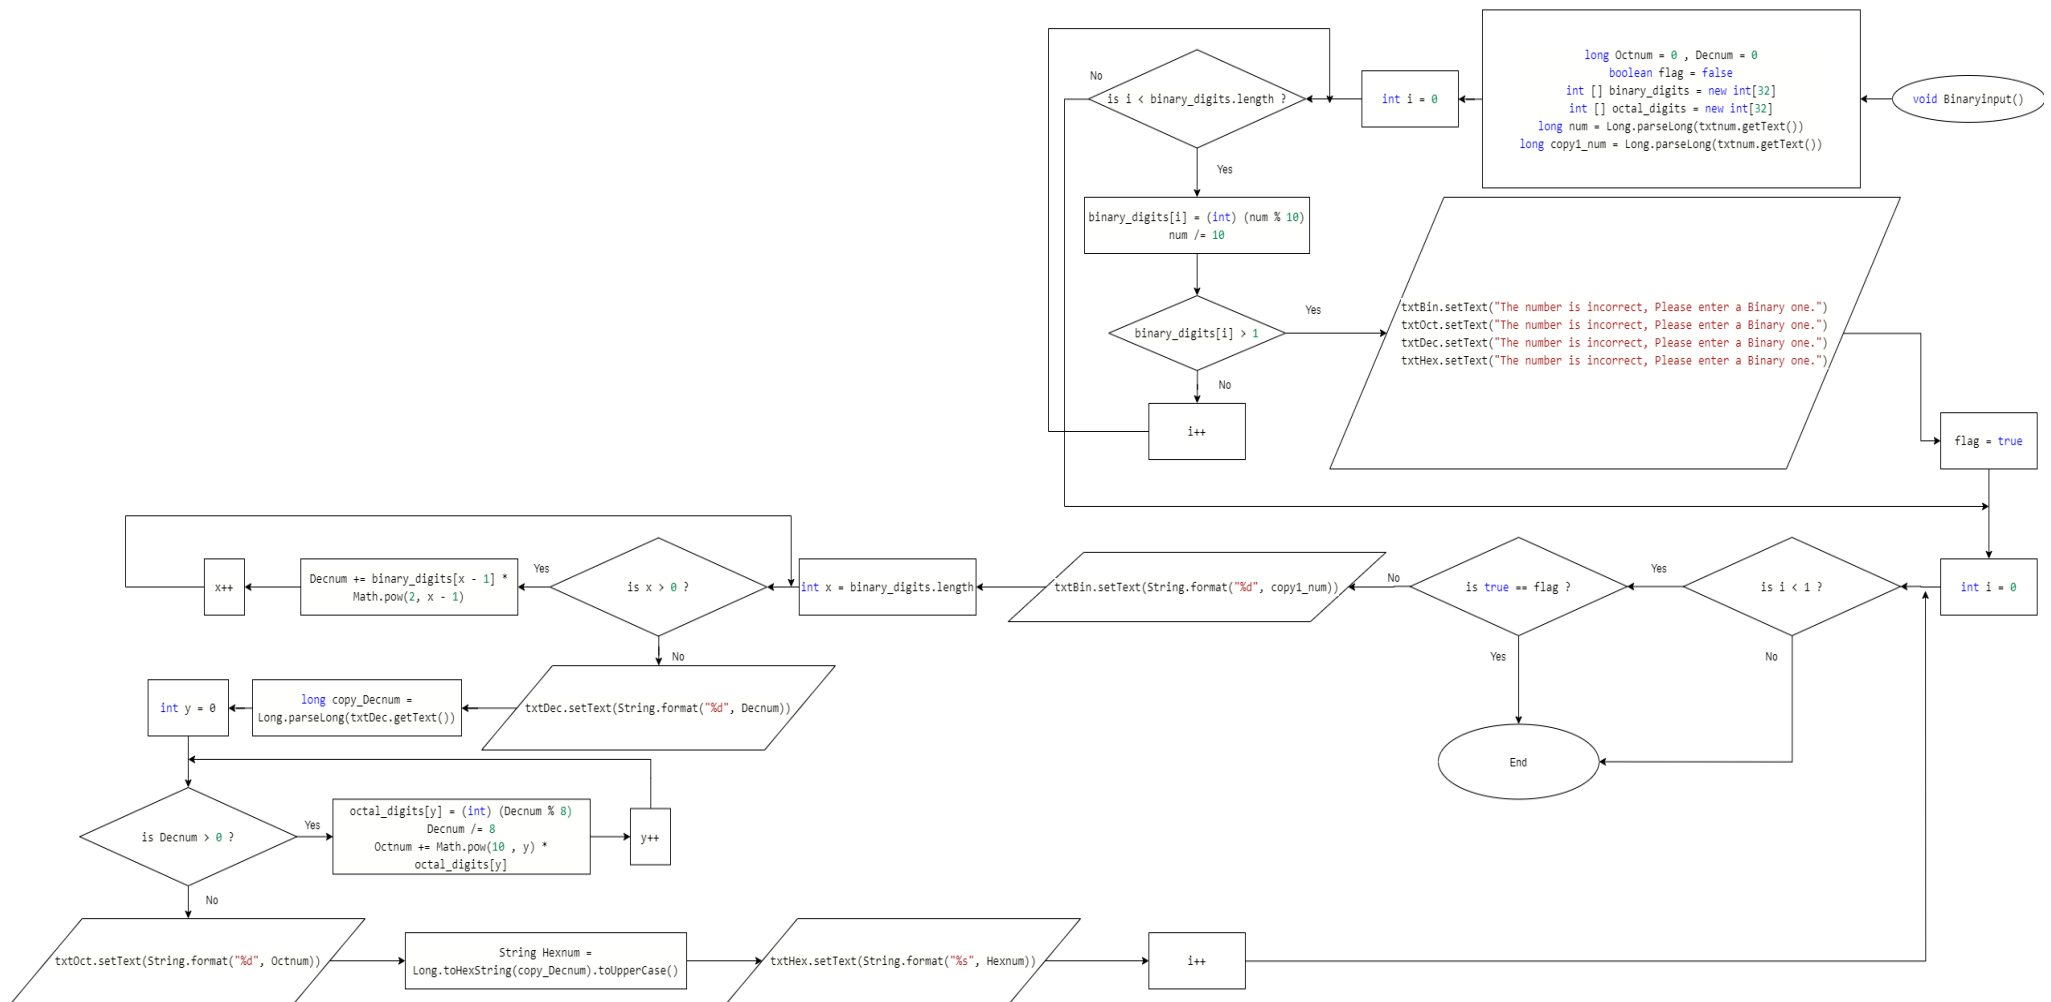 void Binaryinput()
long Octnum = 0 , Decnum = 0
boolean flag = false
int [] binary_digits = new int[32]
int [] octal_digits = new int[32]
long num = Long.parseLong(txtnum.getText())
long copy1_num = Long.parseLong(txtnum.getText())
int i = 0
is i < binary_digits.length ?
No
Yes
binary_digits[i] = (int) (num % 10)
num /= 10
binary_digits[i] > 1
Yes
No
i++
txtBin.setText("The number is incorrect, Please enter a Binary one.")
txtOct.setText("The number is incorrect, Please enter a Binary one.")
txtDec.setText("The number is incorrect, Please enter a Binary one.")
txtHex.setText("The number is incorrect, Please enter a Binary one.")
flag = true
int i = 0
is i < 1 ?
Yes
No
is true == flag ?
No
Yes
End
txtBin.setText(String.format("%d", copy1_num))
int x = binary_digits.length
is x > 0 ?
Yes
No
Decnum += binary_digits[x - 1] *
Math.pow(2, x - 1)
x++
txtDec.setText(String.format("%d", Decnum))
long copy_Decnum =
Long.parseLong(txtDec.getText())
int y = 0
is Decnum > 0 ?
Yes
No
octal_digits[y] = (int) (Decnum % 8)
Decnum /= 8
Octnum += Math.pow(10 , y) *
octal_digits[y]
y++
txtOct.setText(String.format("%d", Octnum))
String Hexnum =
Long.toHexString(copy_Decnum).toUpperCase()
txtHex.setText(String.format("%s", Hexnum))
i++